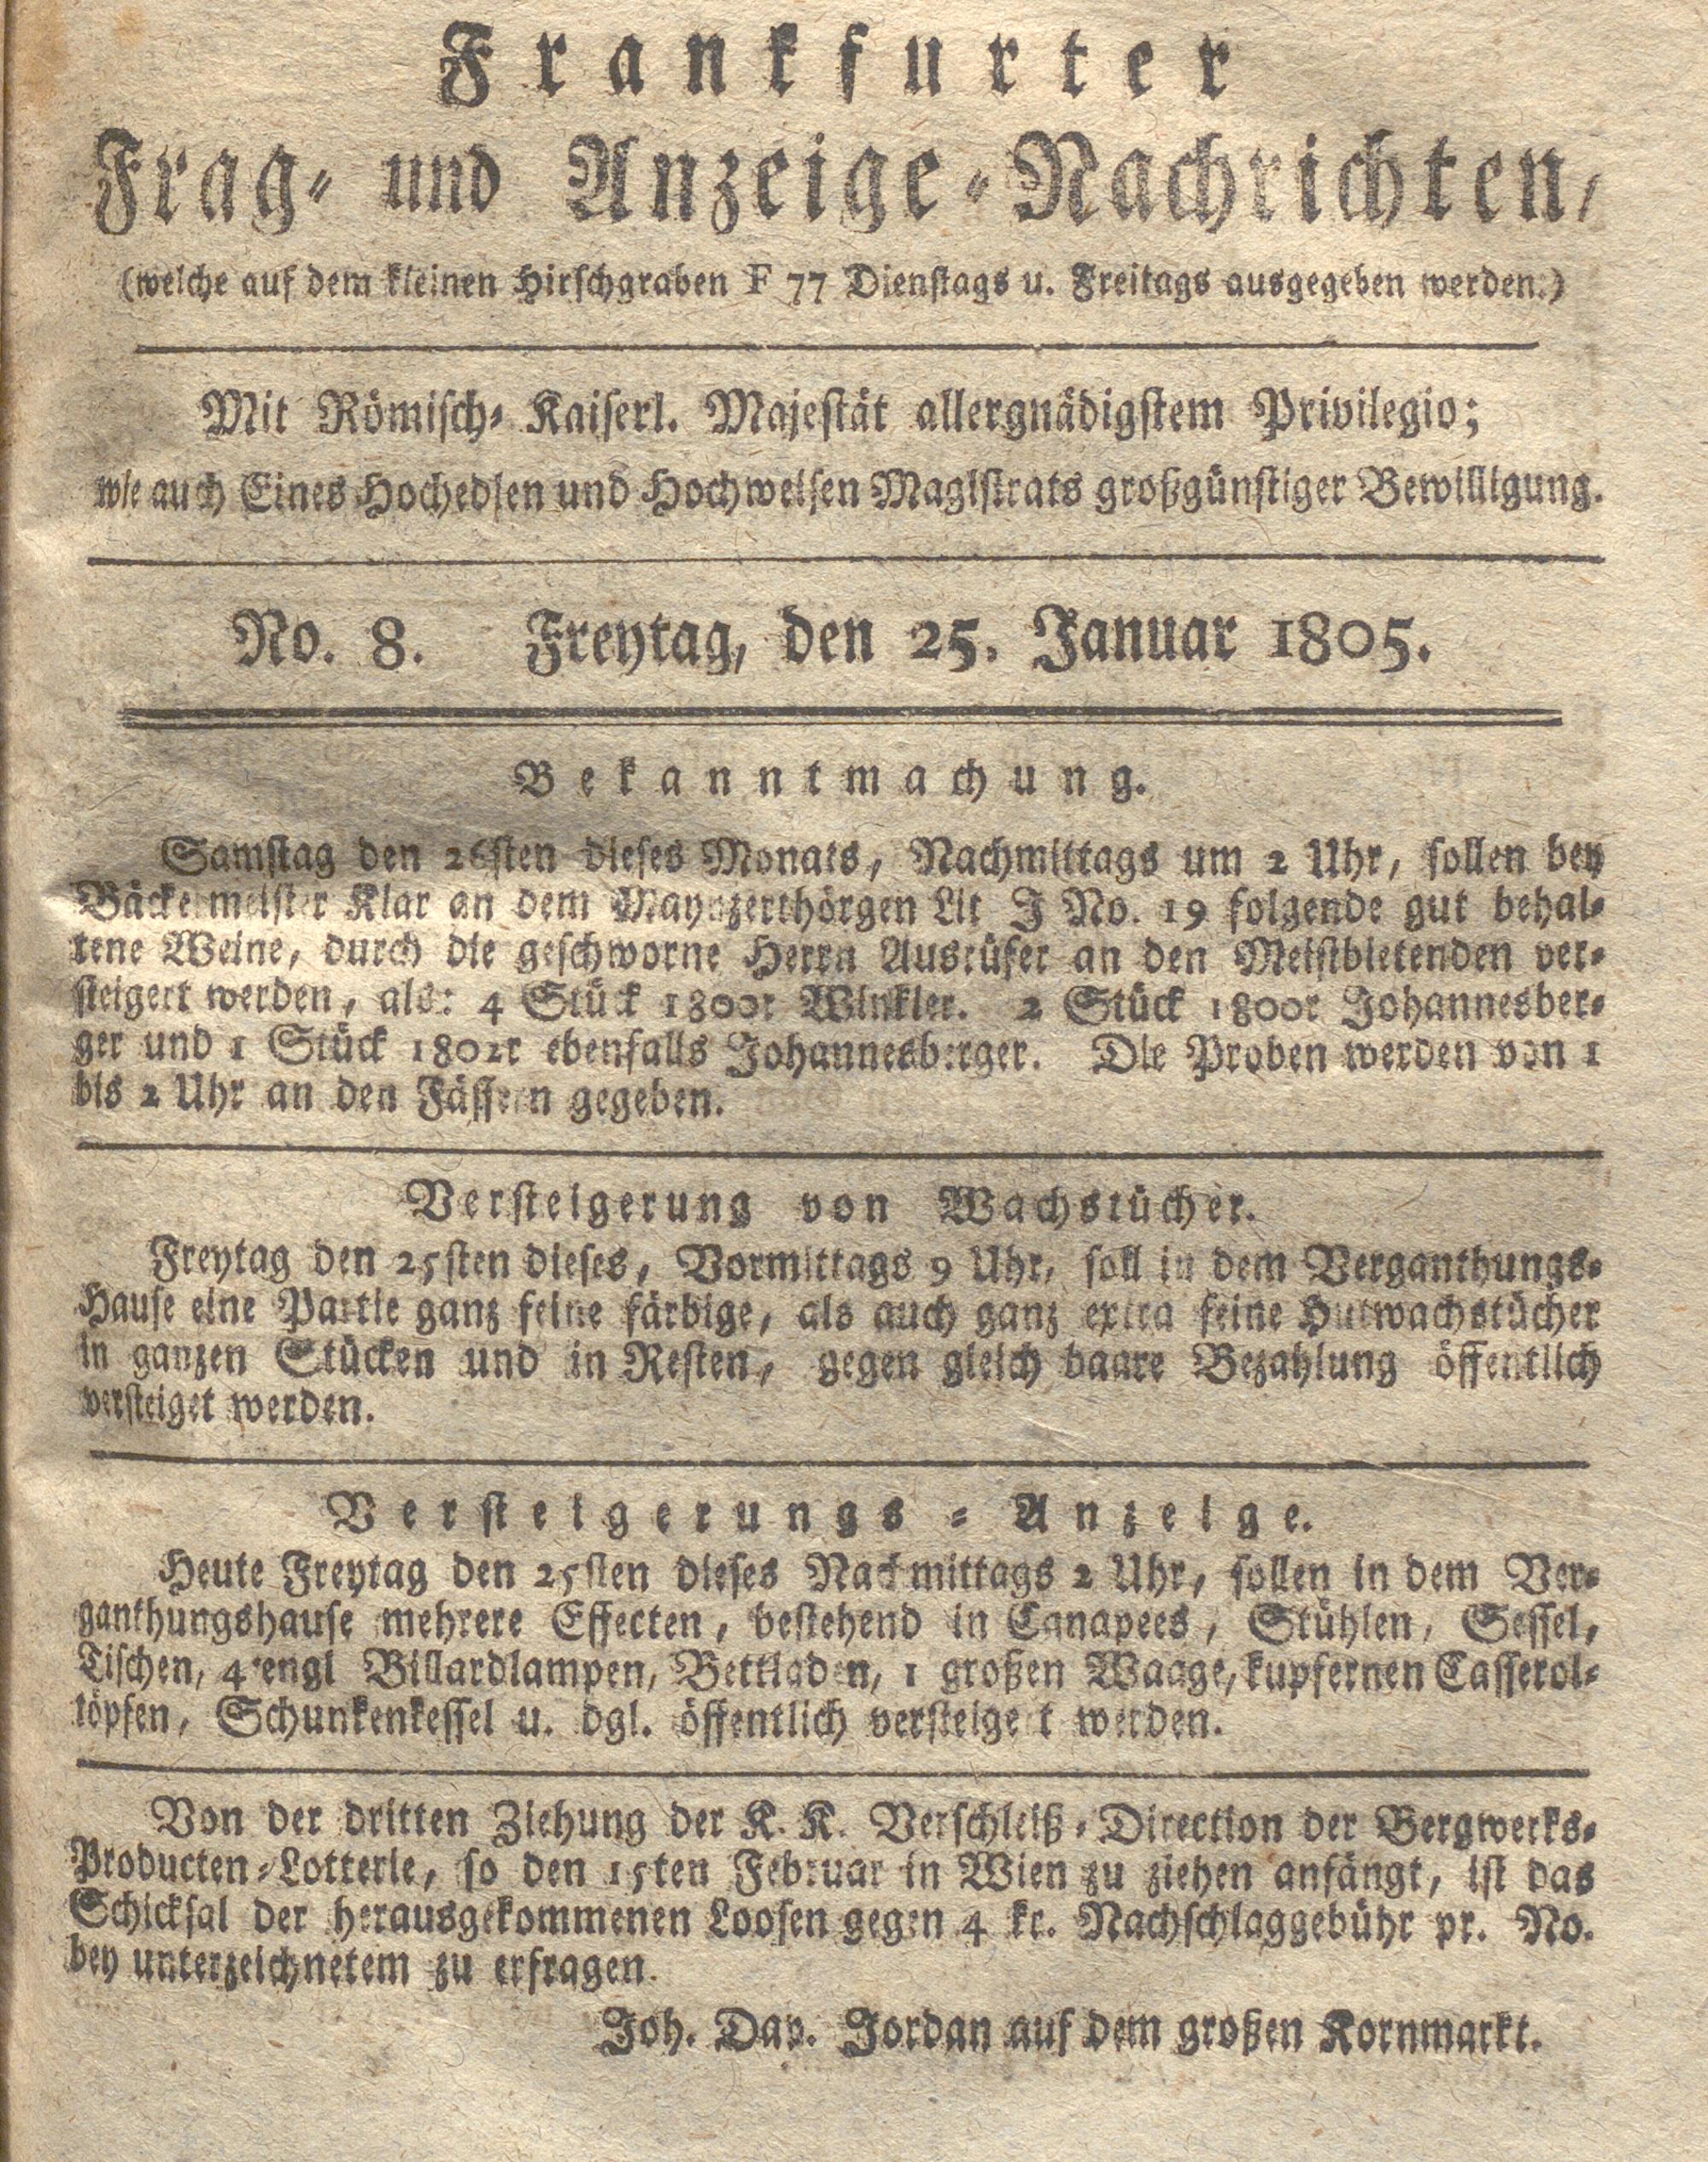 Frankfurter
Frag- und Anzeige-Nachrichten,
(welche auf dem kleinen Hirschgraben F 77 Dienstags u. Freitags ausgegeben werden.)
Mit Römisch- Kaiserl. Majestät allergnädigstem Privilegio;
wie auch Eines Hochedlen und Hochweisen Magistrats großgünstiger Bewilligung.
No. 8. Freytag, den 25. Januar 1805.
Bekanntmachung.
Samstag den 26sten dieses Monats, Nachmittags um 2 Uhr, sollen bey
Bäckermeister Klar an dem Maynzerthörgen Lit J No. 19 folgende gut behal-
tene Weine, durch die geschworne Herrn Ausrüfer an den Meistbietenden ver-
steigert werden, als: 4 Stück 1800r Winkler. 2 Stück 1800r Johannesber-
ger und 1 Stück 1802r ebenfalls Johannesberger. Die Proben werden von 1
bis 2 Uhr an den Fässern gegeben.
Versteigerung von Wachstücher.
Freytag den 25sten dieses, Vormittags 9 Uhr, soll in dem Verganthungs-
Hause eine Partie ganz feine färbige, als auch ganz extra feine Hutwachstücher
in ganzen Stücken und in Resten, gegen gleich baare Bezahlung öffentlich
versteiget werden.
Versteigerungs-Anzeige.
Heute Freytag den 25sten dieses Nachmittags 2 Uhr, sollen in dem Ver-
ganthungshause mehrere Effecten, bestehend in Canapees, Stühlen, Sessel,
Tischen, 4 engl Billardlampen, Bettladen, 1 großen Waage, kupfernen Casserol-
töpfen, Schunkenkessel u. dgl. öffentlich versteigert werden.
Von der dritten Ziehung der K. K. Verschleiß-Direction der Bergwerks-
Producten-Lotterie, so den 15ten Februar in Wien zu ziehen anfängt, ist das
Schicksal der herausgekommenen Loosen gegen 4 kr. Nachschlaggebühr pr. No.
bey unterzeichnetem zu erfragen.
Joh. Dav. Jordan auf dem großen Kornmarkt.